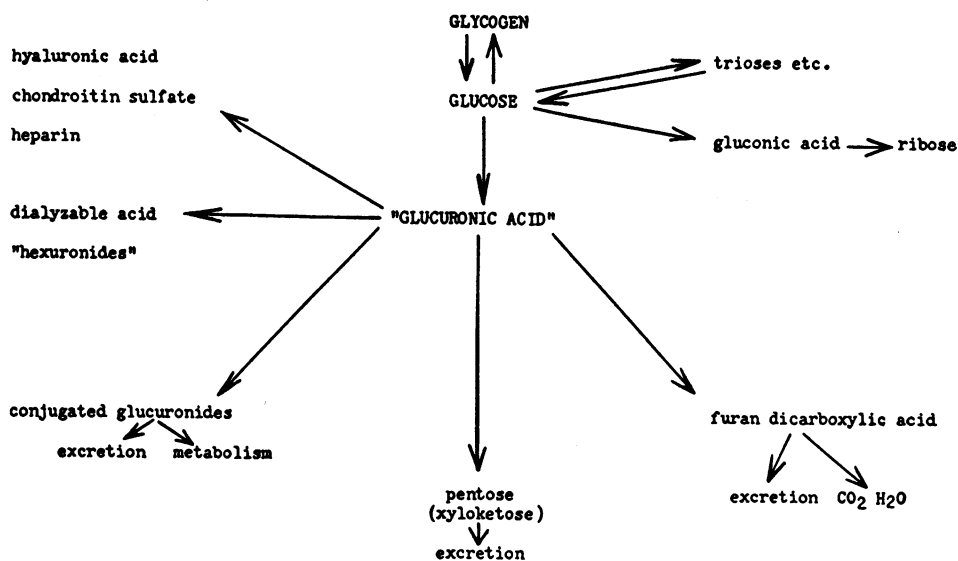 GLYCOGEN
hyaluronic acid
trioses etc.
chondroitin sulfate
GLUCOSE
heparin
gluconic acid
ribose
dialyzable acid
"GLUCURONIC ACID"
"hexuronides"
conjugated glucuronides
furan dicarboxylic acid
excretion metabolism
pentose
excretion CO2 H2O
(xyloketose)
excretion